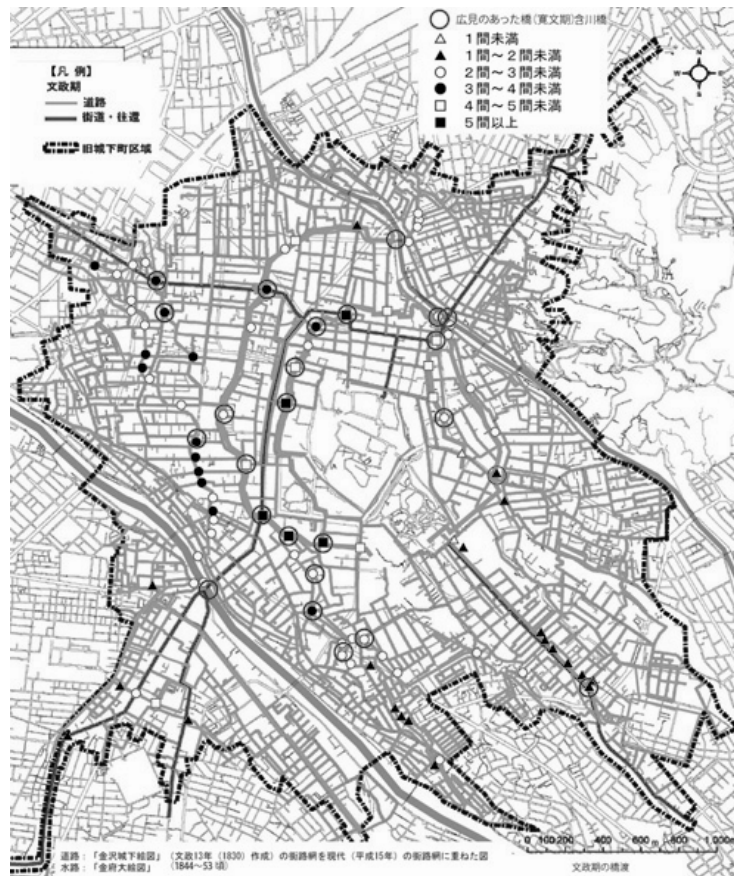 広見のあった橋(寛文期)含川橋
1間未満
1間~2間未満
2間~3間未満
3間~4間未満
4間~5間未満
5間以上
【凡 例】
文政期
道路
街道・往還
旧城下町区域
N
W E
S
0 100 200 400 600 800 1,000m
道路:「金沢城下絵図」(文政13年(1830)作成)の街路網を現代(平成15年)の街路網に重ねた図
水路:「金府大絵図」(1844~53頃)
文政期の橋渡